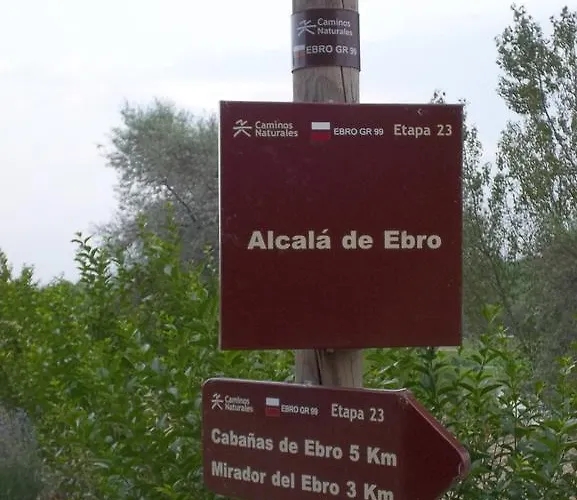 Caminos
Naturales
EBRO GR 99
Caminos
Naturales
EBRO GR 99
Etapa 23
Alcalá de Ebro
Caminos
Naturales
EBRO GR 99
Etapa 23
Cabañas de Ebro 5 Km
Mirador del Ebro 3 Km